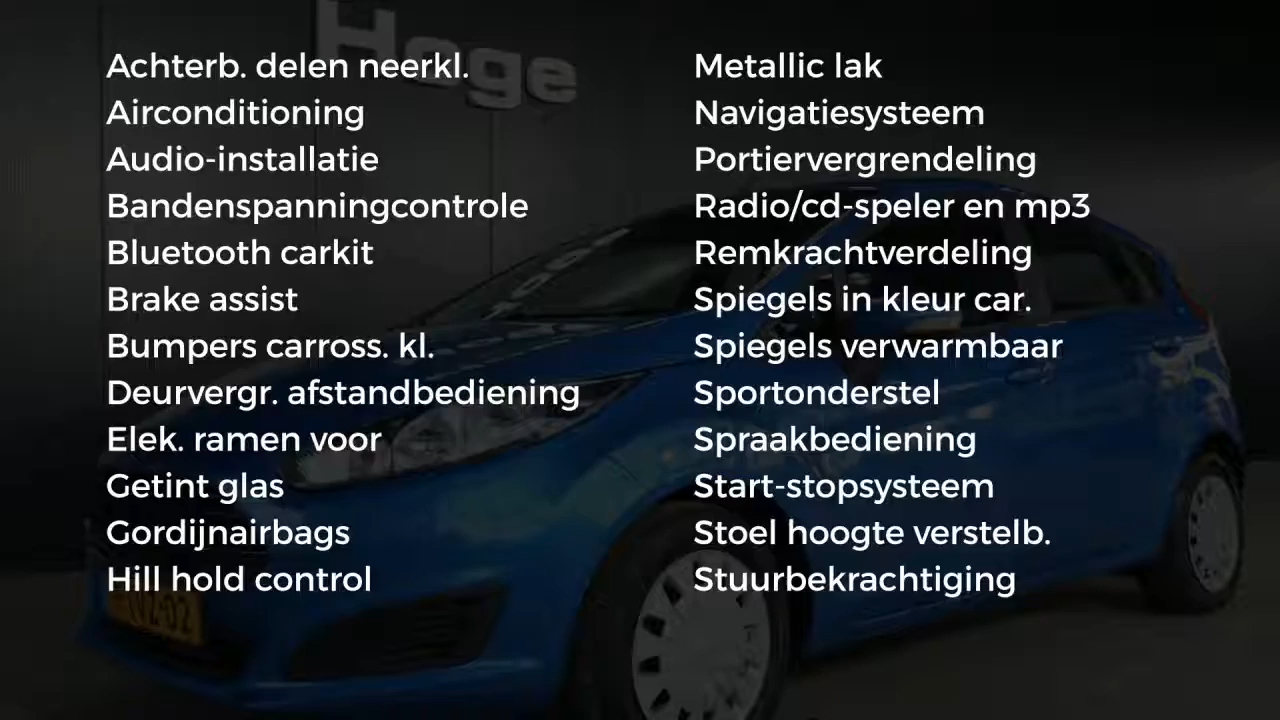 Hoge
Achterb. delen neerkl.
Airconditioning
Audio-installatie
Bandenspanningcontrole
Bluetooth carkit
Brake assist
Bumpers carross. kl.
Deurvergr. afstandbediening
Elek. ramen voor
Getint glas
Gordijnairbags
Hill hold control
Metallic lak
Navigatiesysteem
Portiervergrendeling
Radio/cd-speler en mp3
Remkrachtverdeling
Spiegels in kleur car.
Spiegels verwarmbaar
Sportonderstel
Spraakbediening
Start-stopsysteem
Stoel hoogte verstelb.
Stuurbekrachtiging